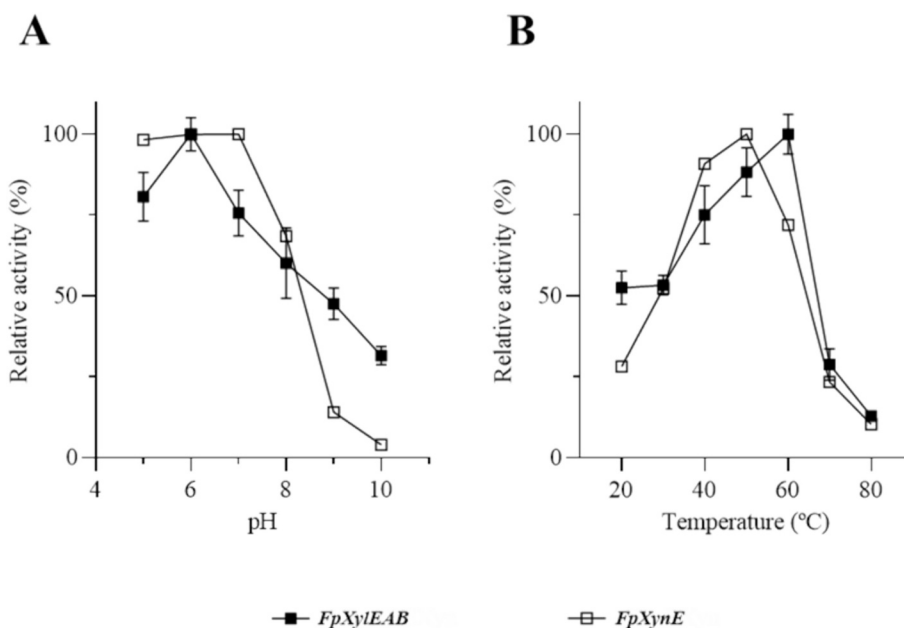 A
B
Relative activity (%)
100
50
0
4
6
8
10
pH
Relative activity (%)
100
50
0
20
40
60
80
Temperature (ºC)
FpXylEAB
FpXynE